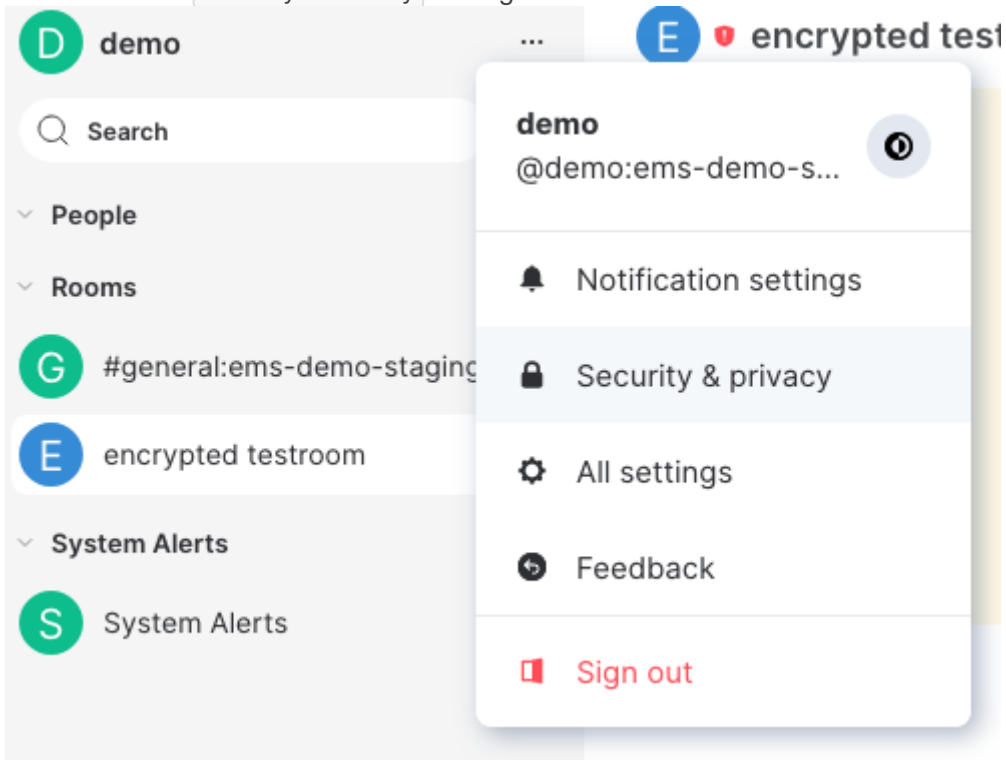 D demo ...
Search
People
Rooms
G #general:ems-demo-staging
E encrypted testroom
System Alerts
S System Alerts
E encrypted test
demo
@demo:ems-demo-s...
Notification settings
Security & privacy
All settings
Feedback
Sign out